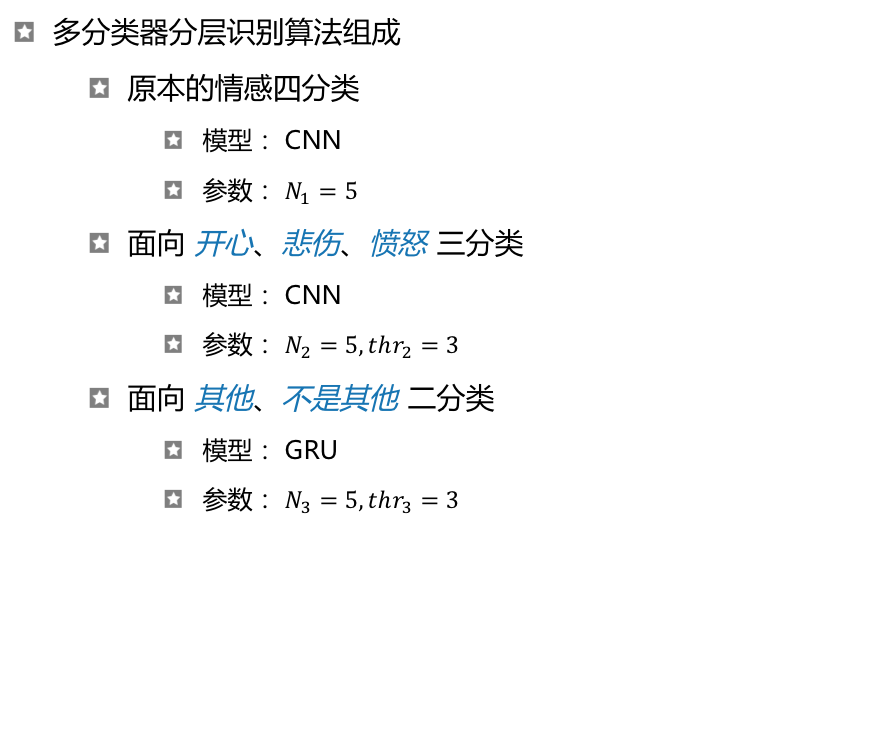 多分类器分层识别算法组成
原本的情感四分类
模型： CNN
参数： N₁ = 5
面向 开心、悲伤、愤怒 三分类
模型： CNN
参数： N₂ = 5, thr₂ = 3
面向 其他、不是其他 二分类
模型： GRU
参数： N₃ = 5, thr₃ = 3